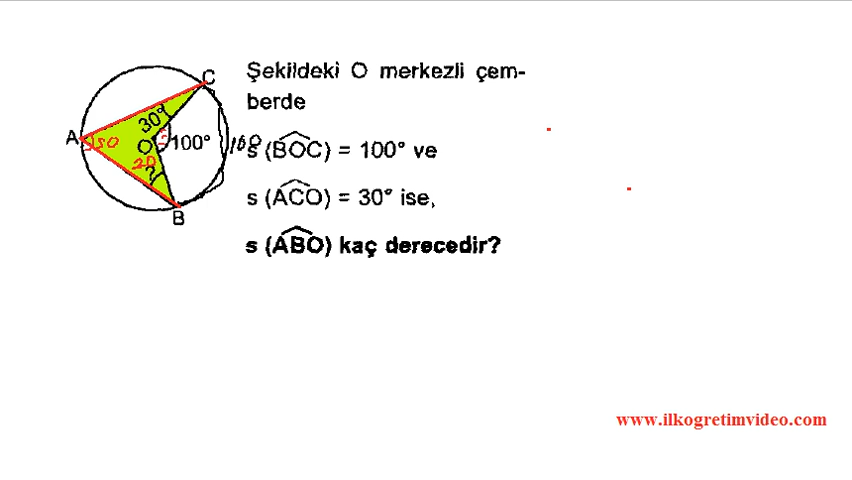 Şekildeki O merkezli çem-
berde
s (BOC) = 100° ve
s (ACO) = 30° ise,
s (ABO) kaç derecedir?
C
30°
A
50
O
100°
100
20
?
B
www.ilkogretimvideo.com